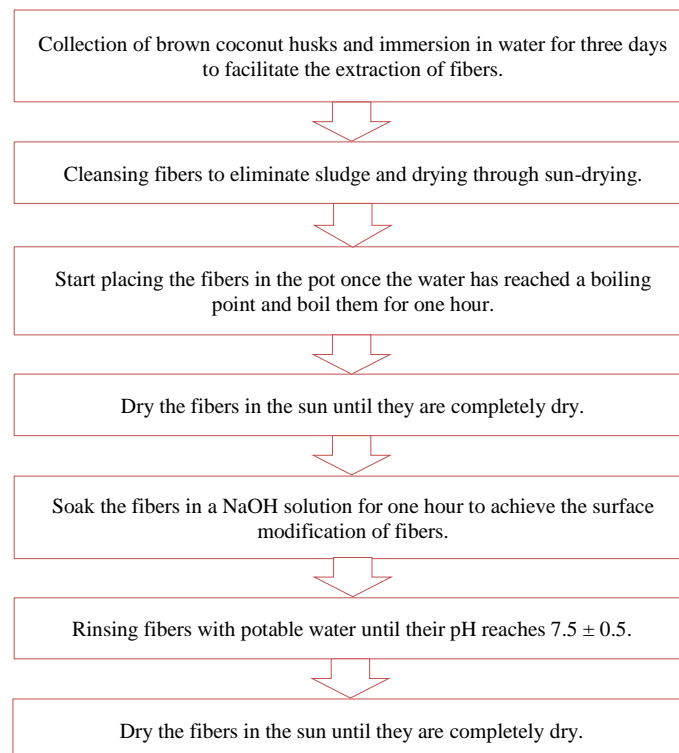 Collection of brown coconut husks and immersion in water for three days
to facilitate the extraction of fibers.
Cleansing fibers to eliminate sludge and drying through sun-drying.
Start placing the fibers in the pot once the water has reached a boiling
point and boil them for one hour.
Dry the fibers in the sun until they are completely dry.
Soak the fibers in a NaOH solution for one hour to achieve the surface
modification of fibers.
Rinsing fibers with potable water until their pH reaches 7.5 ± 0.5.
Dry the fibers in the sun until they are completely dry.